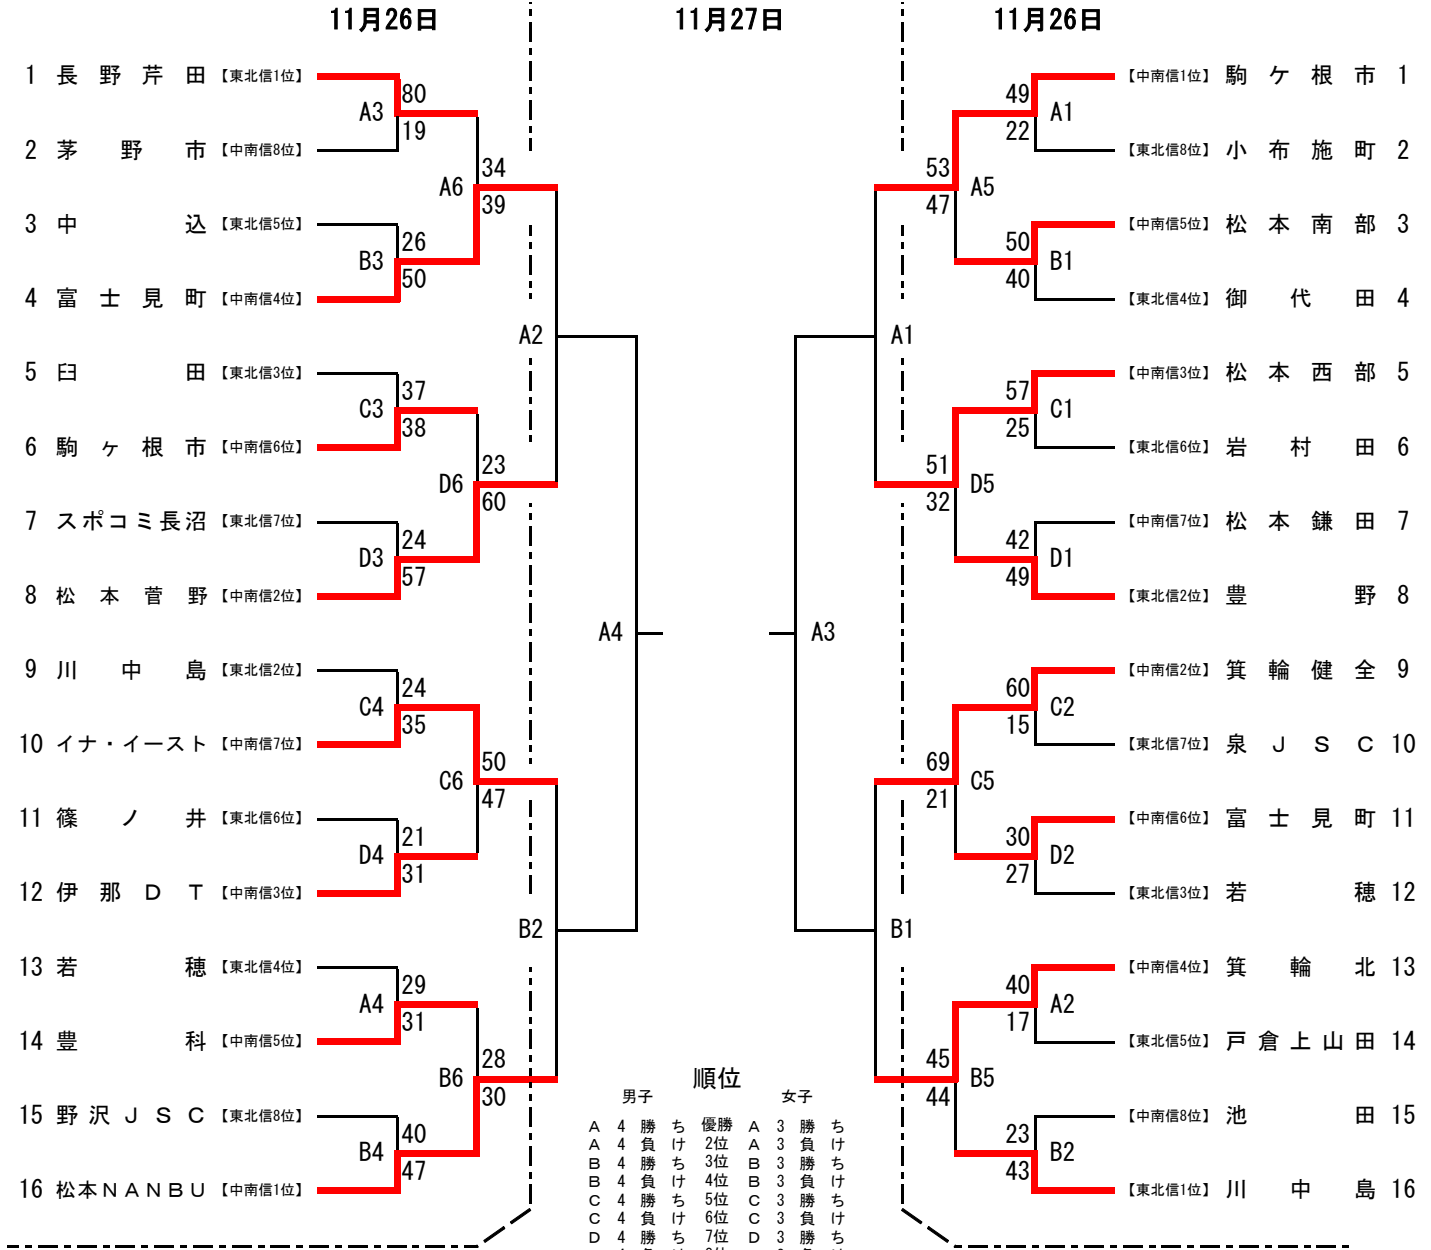 11月26日 11月27日 11月26日
1 長野芹田 【東北信1位】
80
A3
19
2 茅野市 【中南信8位】
34
A6
39
3 中込 【東北信5位】
26
B3
50
4 富士見町 【中南信4位】
A2
5 臼田 【東北信3位】
37
C3
38
6 駒ヶ根市 【中南信6位】
23
D6
60
7 スポコミ長沼 【東北信7位】
24
D3
57
8 松本菅野 【中南信2位】
A4
9 川中島 【東北信2位】
24
C4
35
10 イナ・イースト 【中南信7位】
50
C6
47
11 篠ノ井 【東北信6位】
21
D4
31
12 伊那DT 【中南信3位】
B2
13 若穂 【東北信4位】
29
A4
31
14 豊科 【中南信5位】
28
B6
30
15 野沢JSC 【東北信8位】
40
B4
47
16 松本NANBU 【中南信1位】
【中南信1位】 駒ケ根市 1
49
A1
22
【東北信8位】 小布施町 2
53
A5
47
【中南信5位】 松本南部 3
50
B1
40
【東北信4位】 御代田 4
A1
【中南信3位】 松本西部 5
57
C1
25
【東北信6位】 岩村田 6
51
D5
32
【中南信7位】 松本鎌田 7
42
D1
49
【東北信2位】 豊野 8
A3
【中南信2位】 箕輪健全 9
60
C2
15
【東北信7位】 泉JSC 10
69
C5
21
【中南信6位】 富士見町 11
30
D2
27
【東北信3位】 若穂 12
B1
【中南信4位】 箕輪北 13
40
A2
17
【東北信5位】 戸倉上山田 14
45
B5
44
【中南信8位】 池田 15
23
B2
43
【東北信1位】 川中島 16
順位
男子 女子
A 4 勝ち 優勝 A 3 勝ち
A 4 負け 2位 A 3 負け
B 4 勝ち 3位 B 3 勝ち
B 4 負け 4位 B 3 負け
C 4 勝ち 5位 C 3 勝ち
C 4 負け 6位 C 3 負け
D 4 勝ち 7位 D 3 勝ち